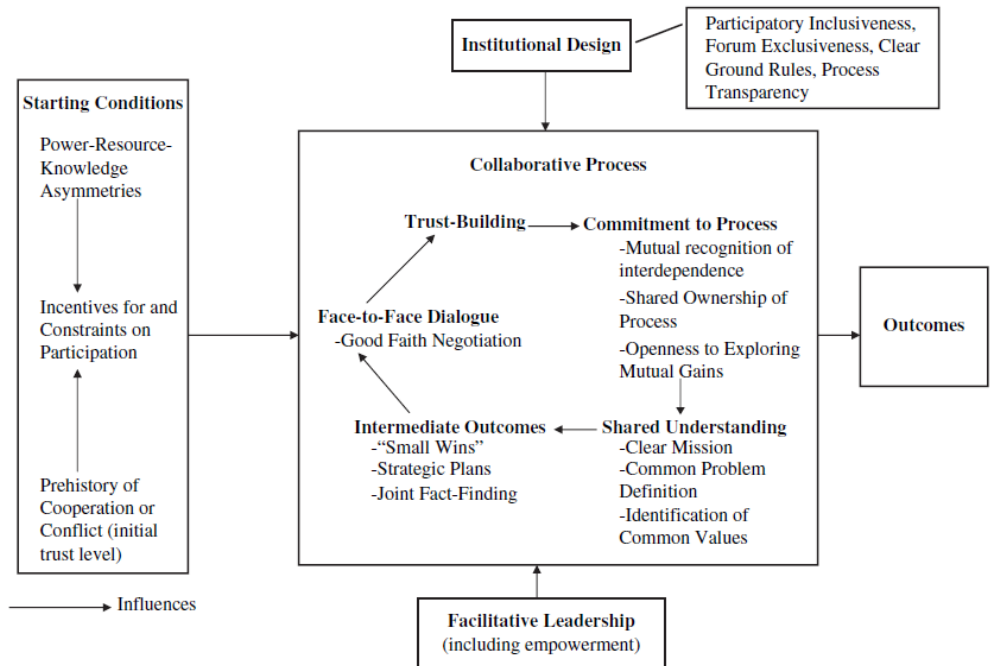 Institutional Design
Participatory Inclusiveness,
Forum Exclusiveness, Clear
Ground Rules, Process
Transparency
Starting Conditions
Power-Resource-
Knowledge
Asymmetries
Incentives for and
Constraints on
Participation
Prehistory of
Cooperation or
Conflict (initial
trust level)
Influences
Collaborative Process
Trust-Building
Commitment to Process
-Mutual recognition of
interdependence
-Shared Ownership of
Process
-Openness to Exploring
Mutual Gains
Face-to-Face Dialogue
-Good Faith Negotiation
Intermediate Outcomes
-“Small Wins”
-Strategic Plans
-Joint Fact-Finding
Shared Understanding
-Clear Mission
-Common Problem
Definition
-Identification of
Common Values
Outcomes
Facilitative Leadership
(including empowerment)